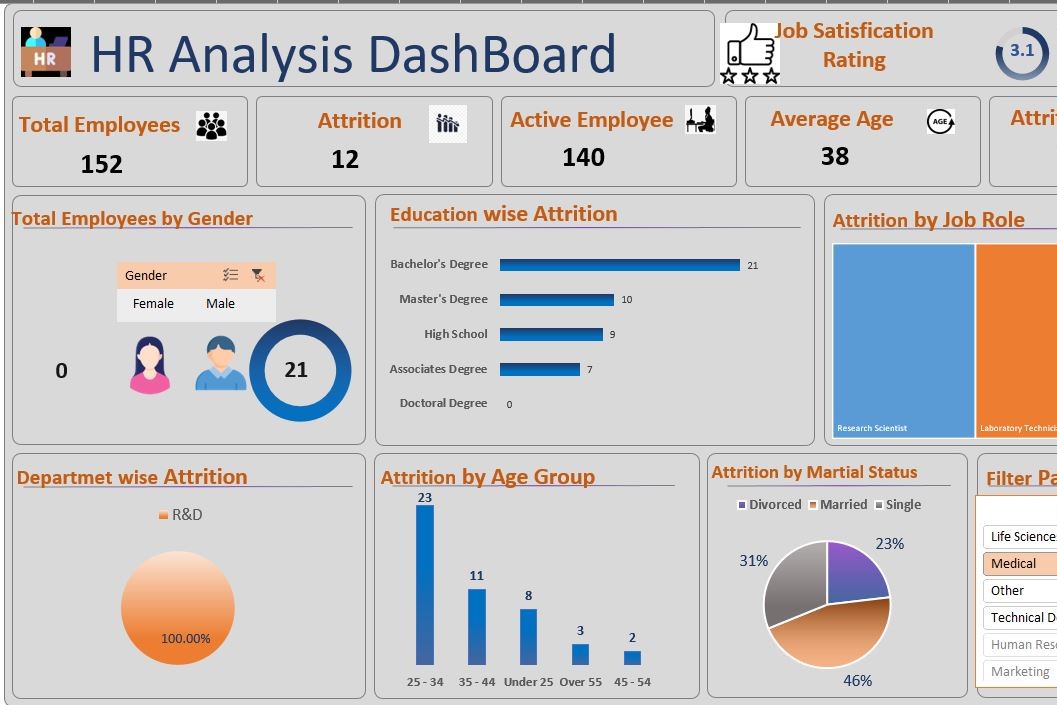 HR
HR Analysis DashBoard
Job Satisfication
Rating
3.1
Total Employees
152
Attrition
12
Active Employee
140
Average Age
AGE
38
Attri
Total Employees by Gender
Gender
Female Male
0
21
Education wise Attrition
Bachelor's Degree 21
Master's Degree 10
High School 9
Associates Degree 7
Doctoral Degree 0
Attrition by Job Role
Research Scientist
Laboratory Technici
Departmet wise Attrition
R&D
100.00%
Attrition by Age Group
23
11
8
3
2
25 - 34 35 - 44 Under 25 Over 55 45 - 54
Attrition by Martial Status
Divorced Married Single
23%
31%
46%
Filter Pa
Life Science
Medical
Other
Technical D
Human Res
Marketing